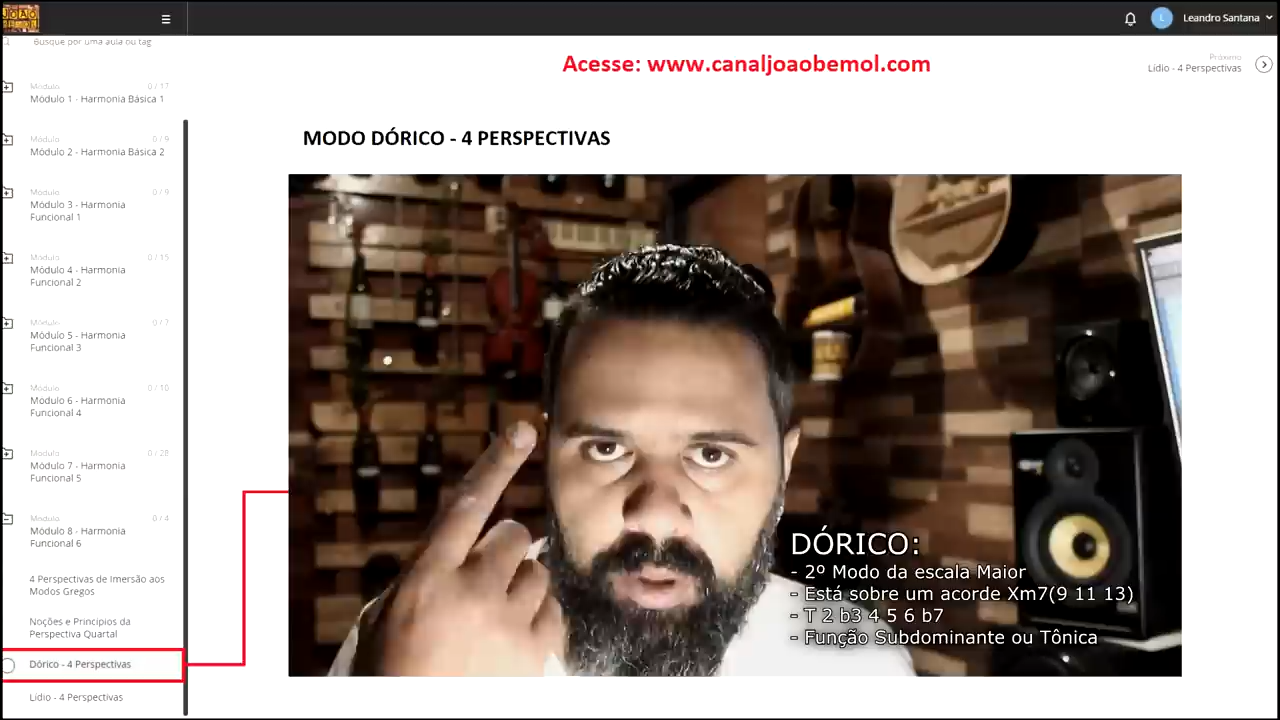 JOÃO
Leandro Santana
Busque por uma aula ou tag
Acesse: www.canaljoaobemol.com
Próximo
Lídio - 4 Perspectivas
Módulo 0 / 17
Módulo 1 - Harmonia Básica 1
MODO DÓRICO - 4 PERSPECTIVAS
Módulo 0 / 9
Módulo 2 - Harmonia Básica 2
Módulo 0 / 9
Módulo 3 - Harmonia
Funcional 1
Módulo 0 / 15
Módulo 4 - Harmonia
Funcional 2
Módulo 0 / 7
Módulo 5 - Harmonia
Funcional 3
Módulo 0 / 16
Módulo 6 - Harmonia
Funcional 4
Módulo 0 / 28
Módulo 7 - Harmonia
Funcional 5
Módulo 0 / 4
Módulo 8 - Harmonia
Funcional 6
4 Perspectivas de Imersão aos
Modos Gregos
Noções e Princípios da
Perspectiva Quartal
Dórico - 4 Perspectivas
Lídio - 4 Perspectivas
DÓRICO:
- 2º Modo da escala Maior
- Está sobre um acorde Xm7(9 11 13)
- T 2 b3 4 5 6 b7
- Função Subdominante ou Tônica